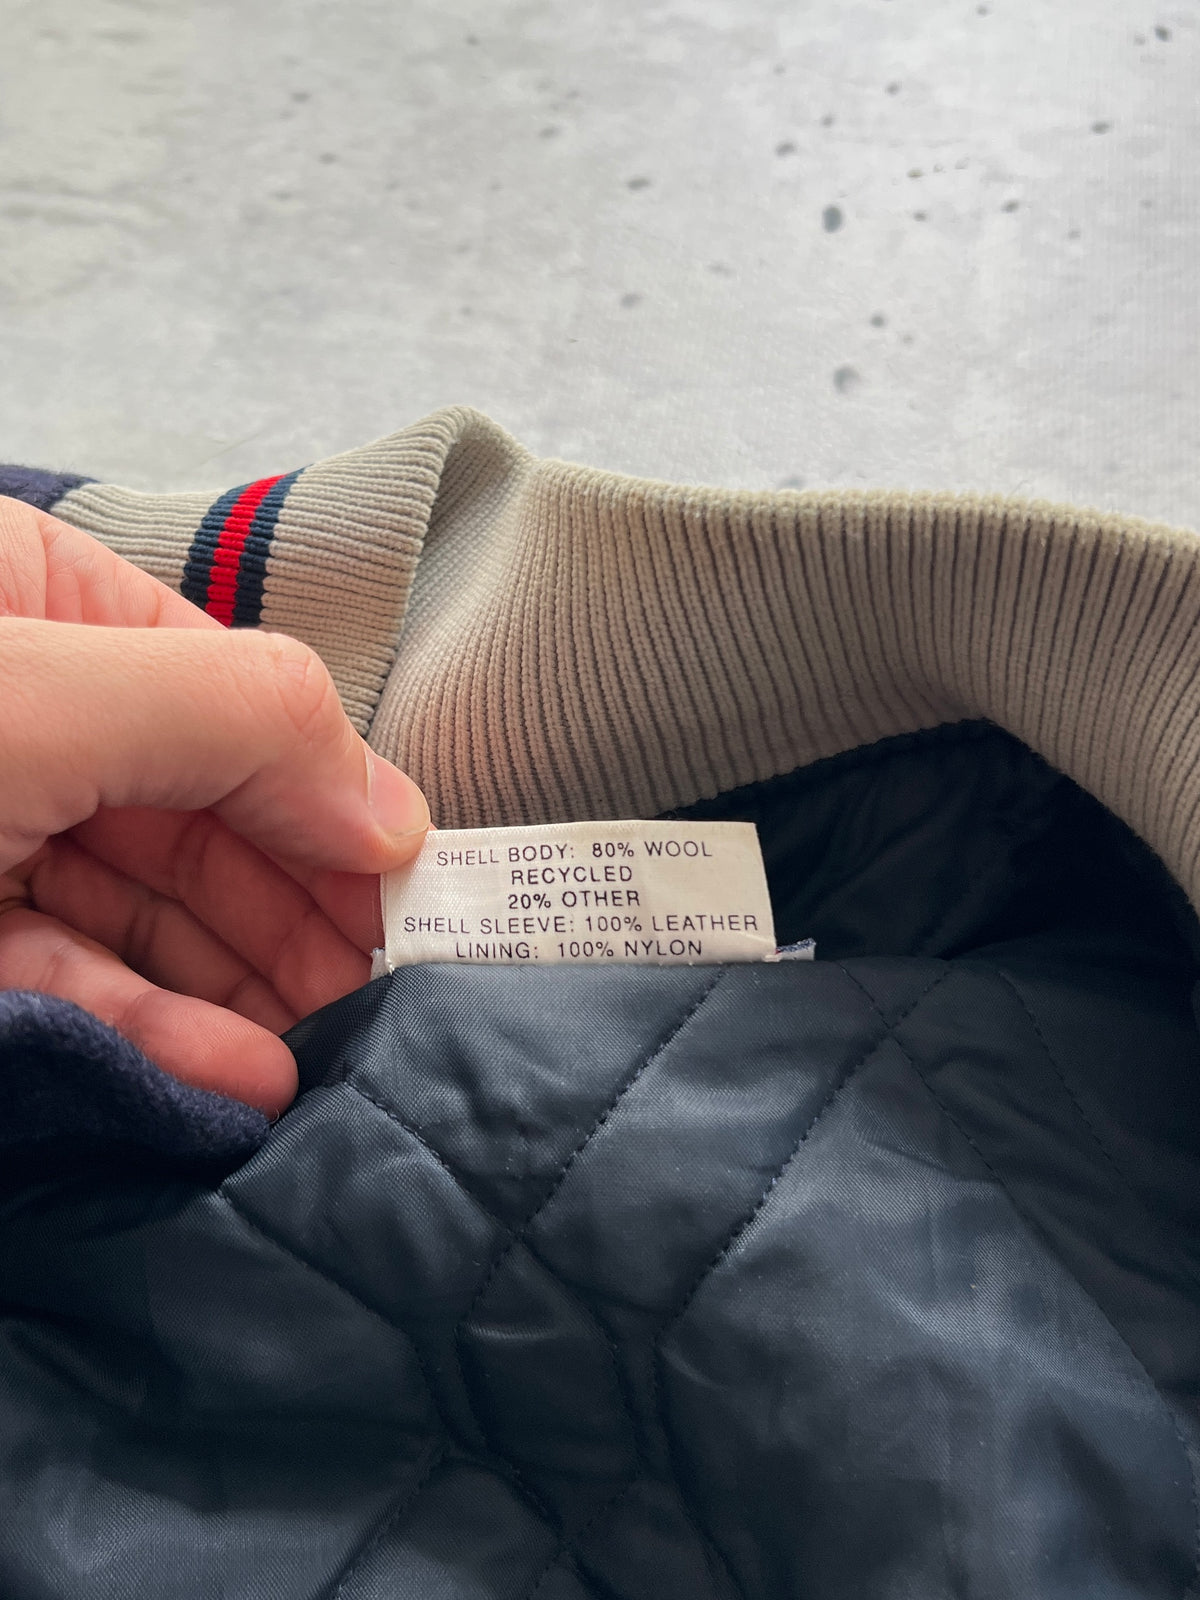 SHELL BODY: 80% WOOL
RECYCLED
20% OTHER
SHELL SLEEVE: 100% LEATHER
LINING: 100% NYLON